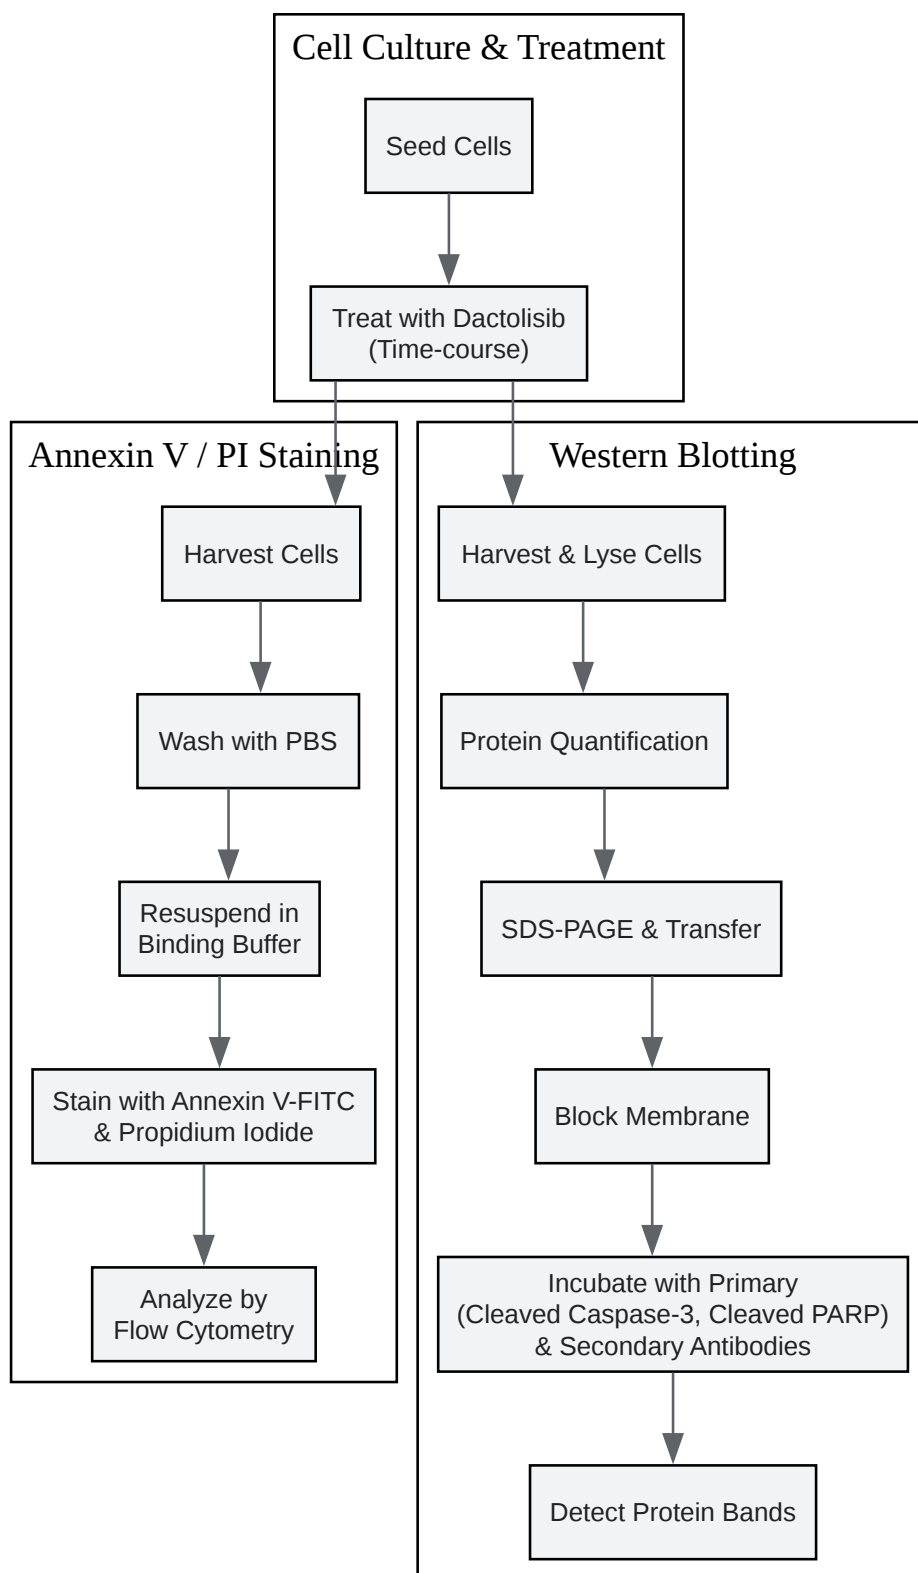 Cell Culture & Treatment
Seed Cells
Treat with Dactolisib
(Time-course)
Annexin V / PI Staining
Harvest Cells
Wash with PBS
Resuspend in
Binding Buffer
Stain with Annexin V-FITC
& Propidium Iodide
Analyze by
Flow Cytometry
Western Blotting
Harvest & Lyse Cells
Protein Quantification
SDS-PAGE & Transfer
Block Membrane
Incubate with Primary
(Cleaved Caspase-3, Cleaved PARP)
& Secondary Antibodies
Detect Protein Bands